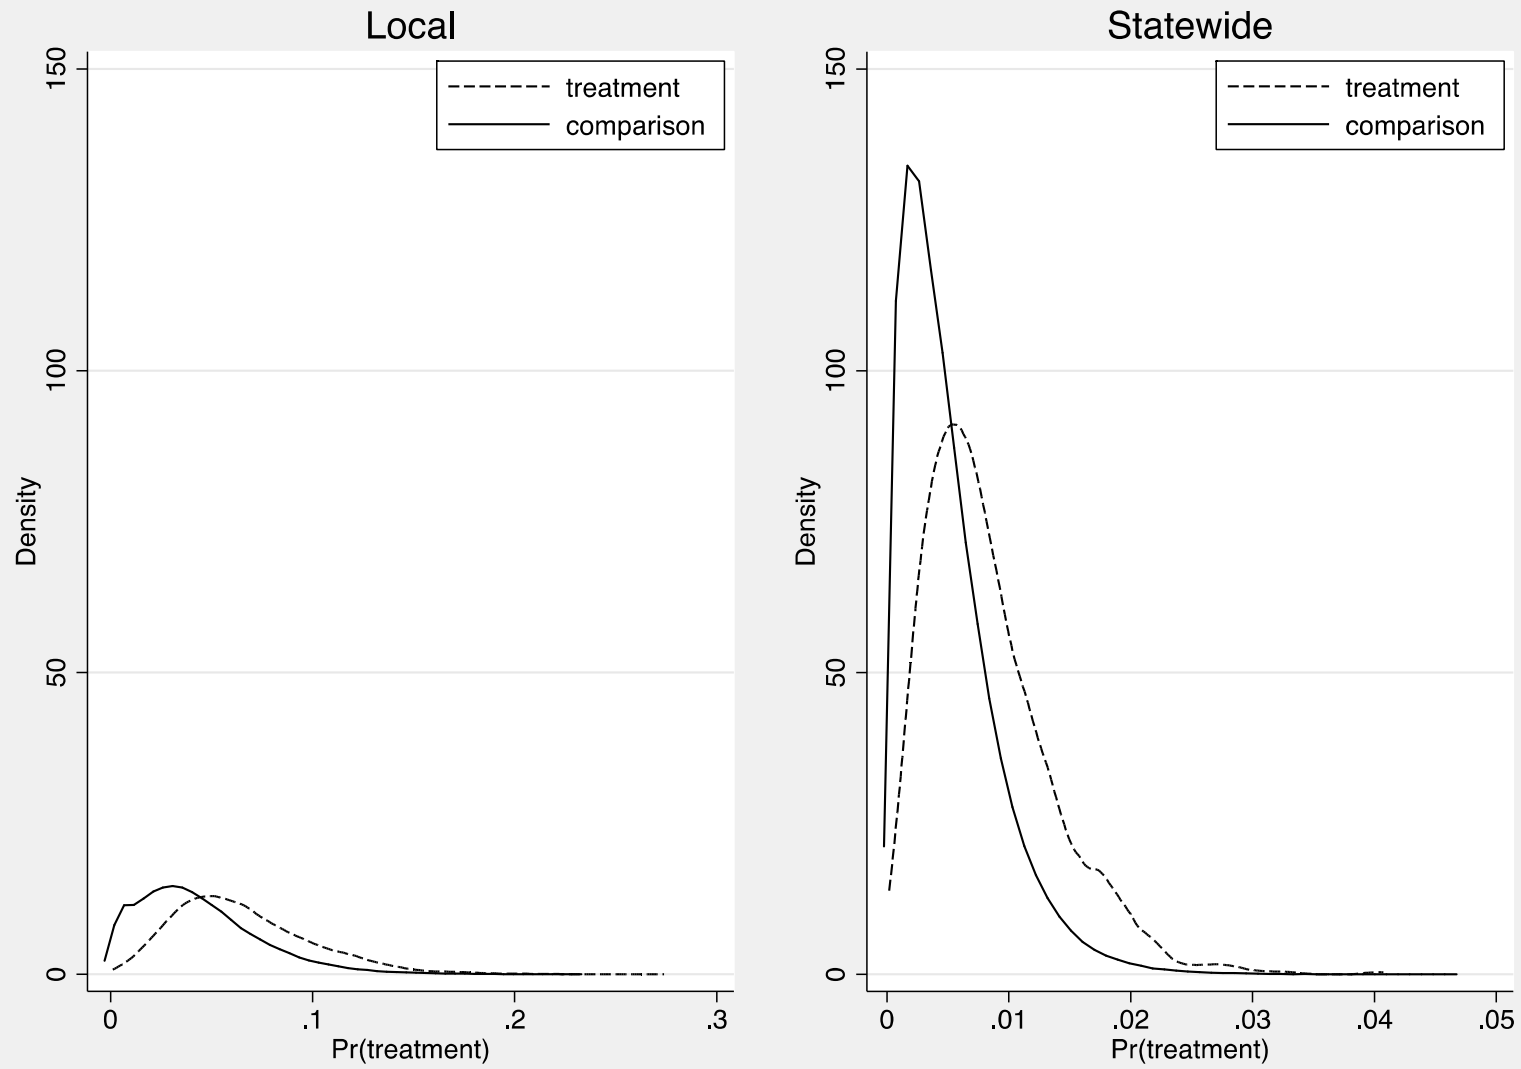 Local
150
100
50
0
Density
treatment
comparison
0
.1
.2
.3
Pr(treatment)
Statewide
150
100
50
0
Density
treatment
comparison
0
.01
.02
.03
.04
.05
Pr(treatment)